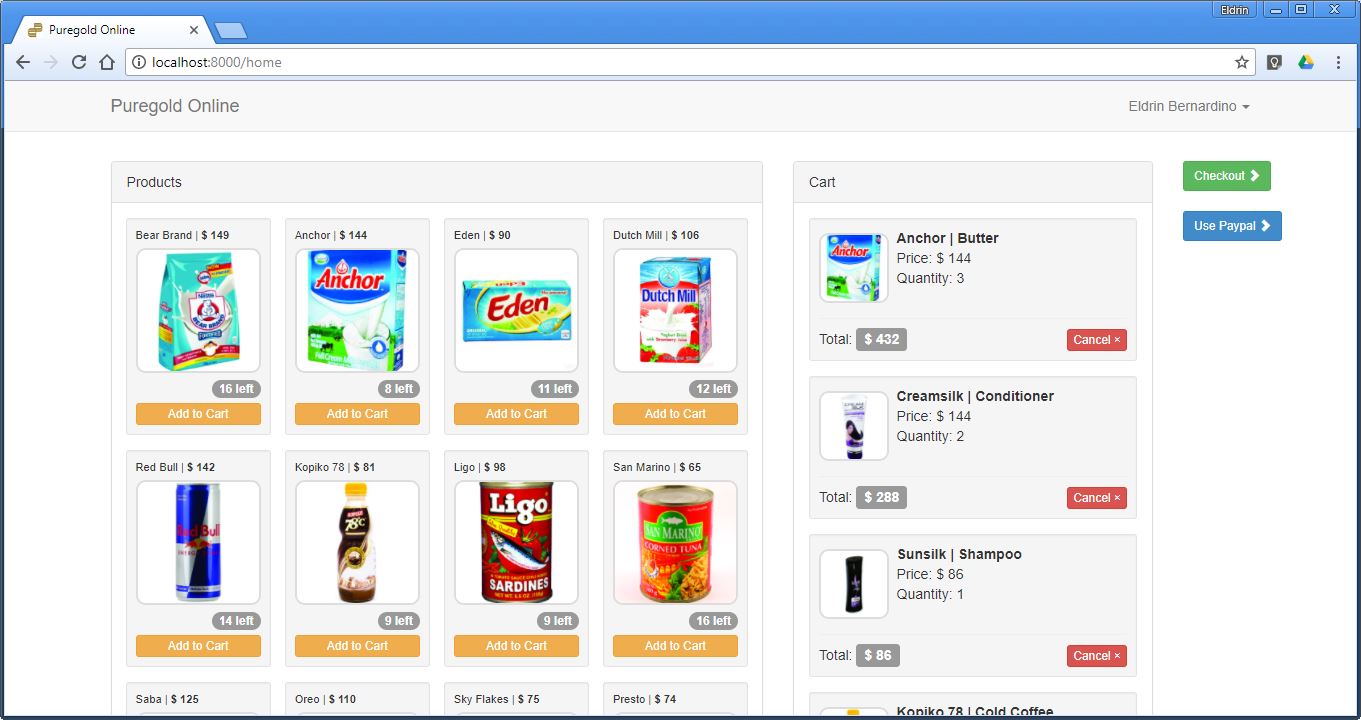 Eldrin
Puregold Online
localhost:8000/home
Puregold Online
Eldrin Bernardino
Products
Bear Brand | $ 149
Anchor | $ 144
Eden | $ 90
Dutch Mill | $ 106
BEAR BRAND
Anchor
Eden
Dutch Mill
16 left
8 left
11 left
12 left
Add to Cart
Add to Cart
Add to Cart
Add to Cart
Red Bull | $ 142
Kopiko 78 | $ 81
Ligo | $ 98
San Marino | $ 65
Red Bull
78°C
Ligo
SARDINES
SAN MARINO
CORNED TUNA
14 left
9 left
9 left
16 left
Add to Cart
Add to Cart
Add to Cart
Add to Cart
Saba | $ 125
Oreo | $ 110
Sky Flakes | $ 75
Presto | $ 74
Cart
Anchor
Anchor | Butter
Price: $ 144
Quantity: 3
Total: $ 432
Cancel ×
Creamsilk | Conditioner
Price: $ 144
Quantity: 2
Total: $ 288
Cancel ×
Sunsilk | Shampoo
Price: $ 86
Quantity: 1
Total: $ 86
Cancel ×
Kopiko 78 | Cold Coffee
Checkout
Use Paypal